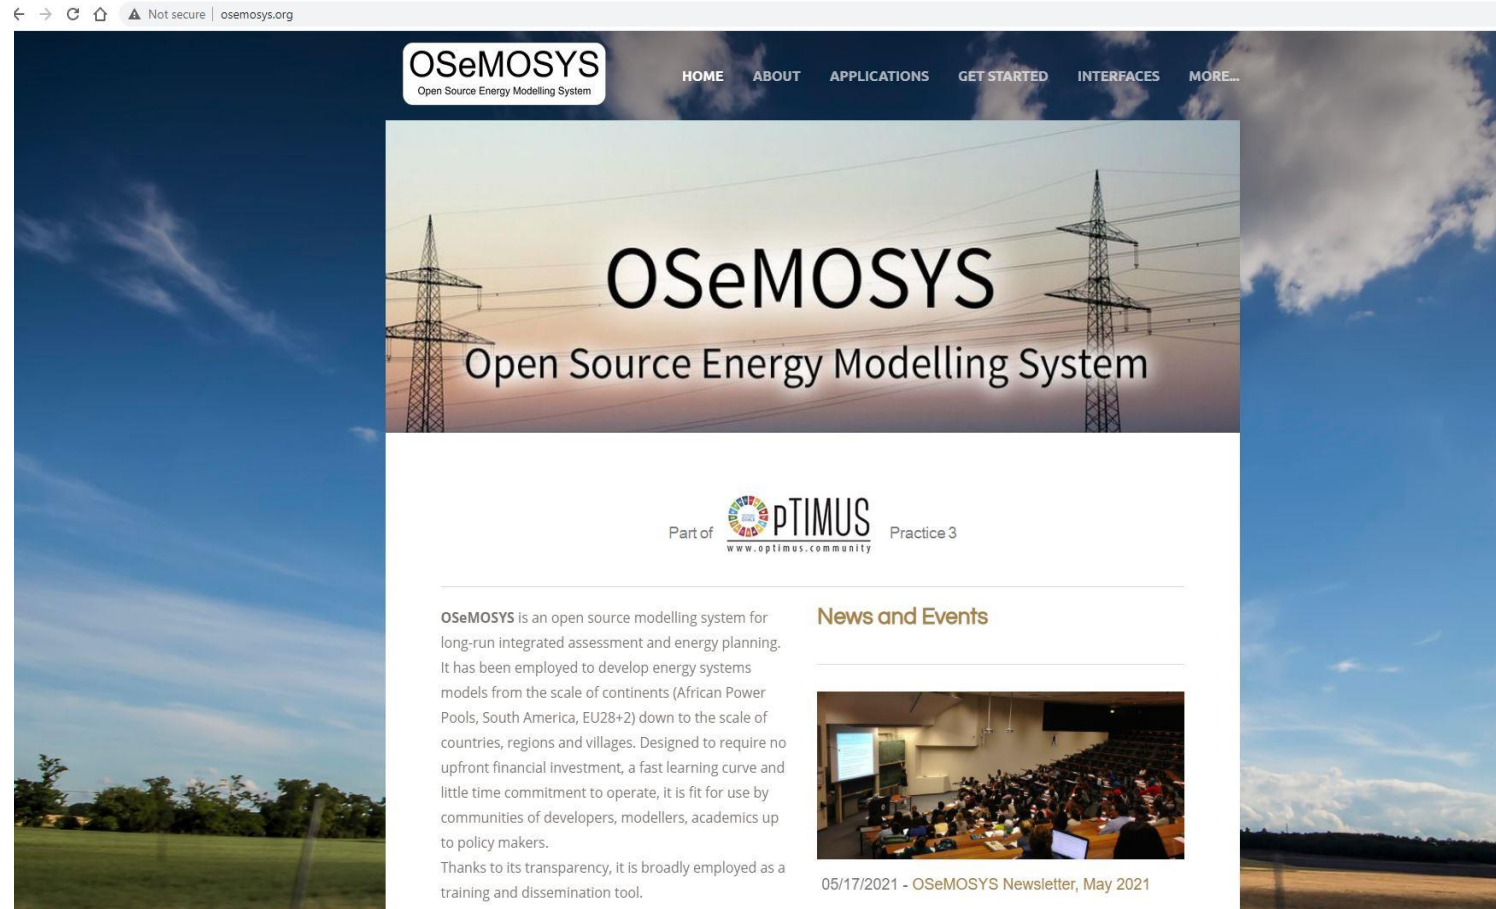 Not secure | osemosys.org
OSeMOSYS
Open Source Energy Modelling System
HOME ABOUT APPLICATIONS GET STARTED INTERFACES MORE...
OSeMOSYS
Open Source Energy Modelling System
Part of
pTIMUS
www.optimus.community
Practice 3
OSeMOSYS is an open source modelling system for
long-run integrated assessment and energy planning.
It has been employed to develop energy systems
models from the scale of continents (African Power
Pools, South America, EU28+2) down to the scale of
countries, regions and villages. Designed to require no
upfront financial investment, a fast learning curve and
little time commitment to operate, it is fit for use by
communities of developers, modellers, academics up
to policy makers.
Thanks to its transparency, it is broadly employed as a
training and dissemination tool.
News and Events
05/17/2021 - OSeMOSYS Newsletter, May 2021